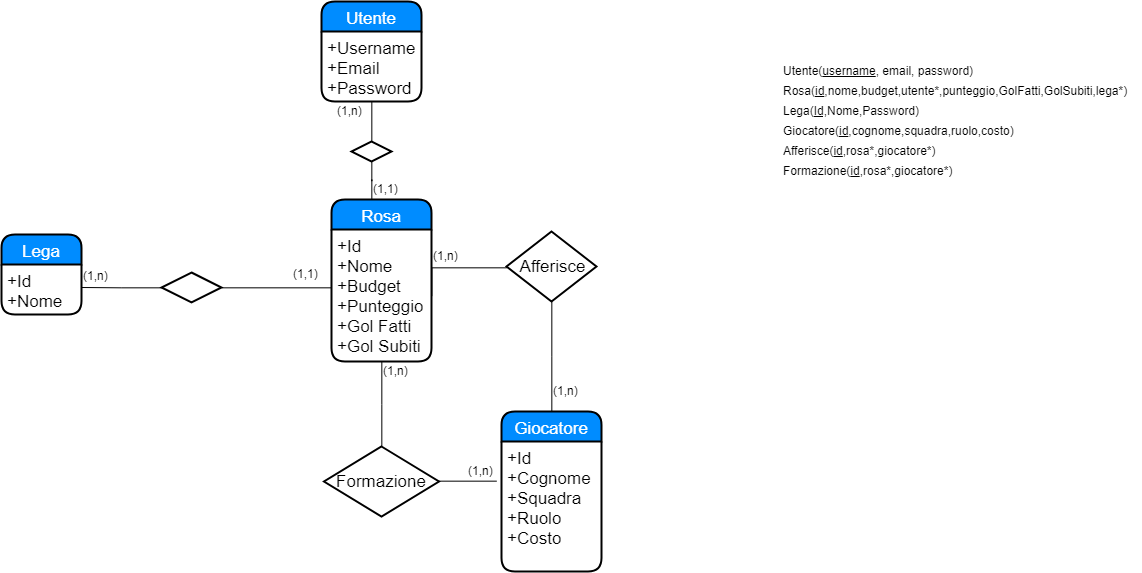 Utente
+Username
+Email
+Password
(1,n)
(1,1)
Rosa
+Id
+Nome
+Budget
+Punteggio
+Gol Fatti
+Gol Subiti
Lega
+Id
+Nome
(1,n)
(1,1)
(1,n)
Afferisce
(1,n)
(1,n)
Formazione
(1,n)
Giocatore
+Id
+Cognome
+Squadra
+Ruolo
+Costo
Utente(username, email, password)
Rosa(id,nome,budget,utente*,punteggio,GolFatti,GolSubiti,lega*)
Lega(Id,Nome,Password)
Giocatore(id,cognome,squadra,ruolo,costo)
Afferisce(id,rosa*,giocatore*)
Formazione(id,rosa*,giocatore*)